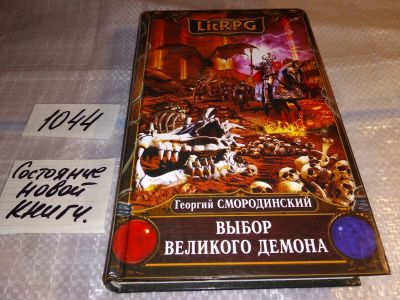 LitRPG
1044
Состояние
новой
книги.
Георгий СМОРОДИНСКИЙ
ВЫБОР
ВЕЛИКОГО ДЕМОНА